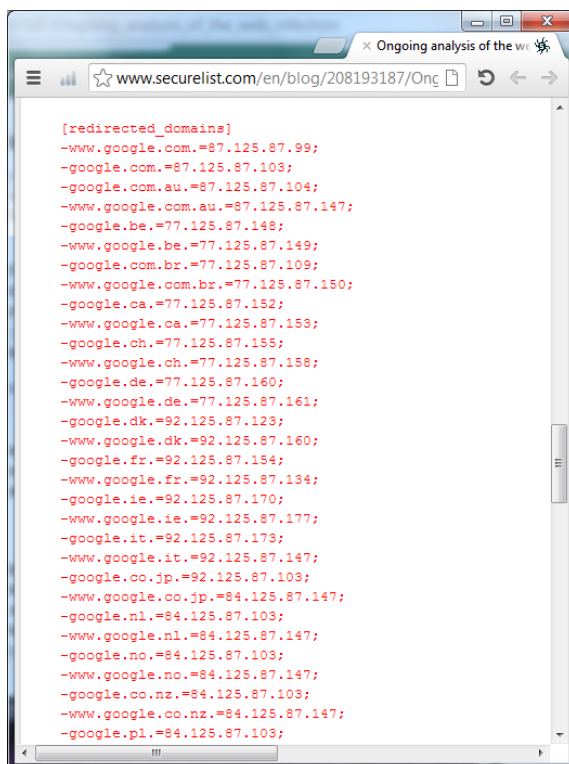 Ongoing analysis of the we
www.securelist.com/en/blog/208193187/Ong
[redirected_domains]
-www.google.com.=87.125.87.99;
-google.com.=87.125.87.103;
-google.com.au.=87.125.87.104;
-www.google.com.au.=87.125.87.147;
-google.be.=77.125.87.148;
-www.google.be.=77.125.87.149;
-google.com.br.=77.125.87.109;
-www.google.com.br.=77.125.87.150;
-google.ca.=77.125.87.152;
-www.google.ca.=77.125.87.153;
-google.ch.=77.125.87.155;
-www.google.ch.=77.125.87.158;
-google.de.=77.125.87.160;
-www.google.de.=77.125.87.161;
-google.dk.=92.125.87.123;
-www.google.dk.=92.125.87.160;
-google.fr.=92.125.87.154;
-www.google.fr.=92.125.87.134;
-google.ie.=92.125.87.170;
-www.google.ie.=92.125.87.177;
-google.it.=92.125.87.173;
-www.google.it.=92.125.87.147;
-google.co.jp.=92.125.87.103;
-www.google.co.jp.=84.125.87.147;
-google.nl.=84.125.87.103;
-www.google.nl.=84.125.87.147;
-google.no.=84.125.87.103;
-www.google.no.=84.125.87.147;
-google.co.nz.=84.125.87.103;
-www.google.co.nz.=84.125.87.147;
-google.pl.=84.125.87.103;